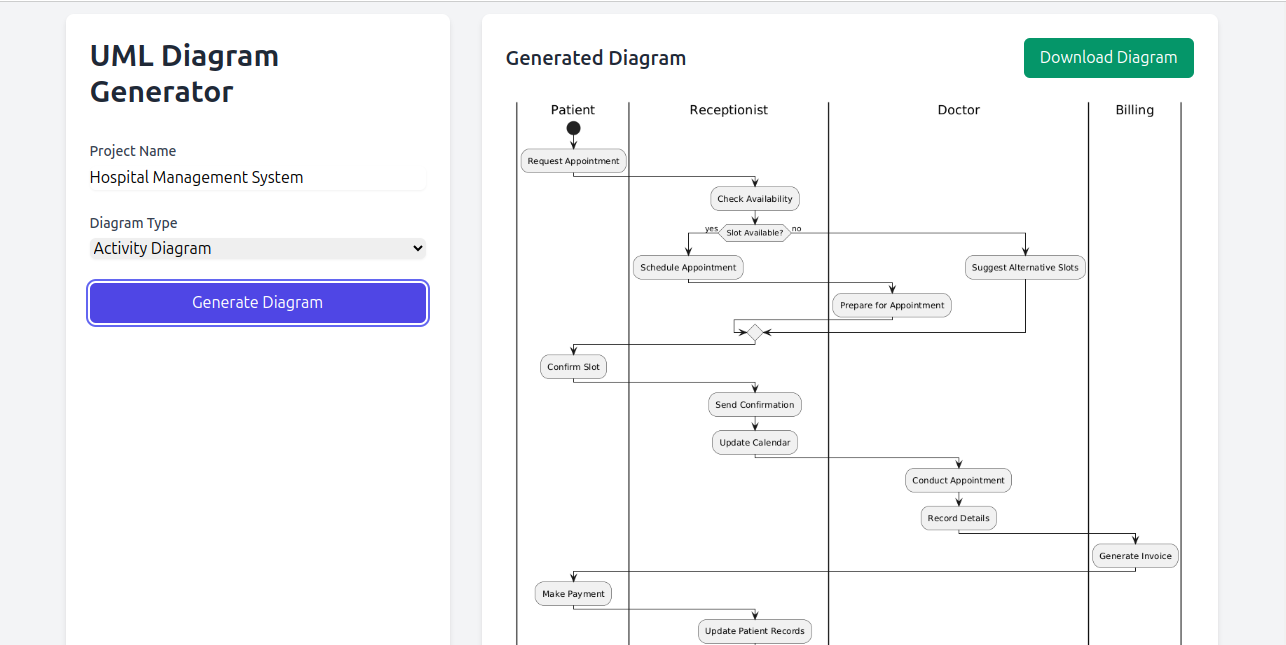 UML Diagram
Generator
Project Name
Hospital Management System
Diagram Type
Activity Diagram
Generate Diagram
Generated Diagram
Download Diagram
Patient
Receptionist
Doctor
Billing
Request Appointment
Check Availability
yes
Slot Available?
no
Schedule Appointment
Suggest Alternative Slots
Prepare for Appointment
Confirm Slot
Send Confirmation
Update Calendar
Conduct Appointment
Record Details
Generate Invoice
Make Payment
Update Patient Records